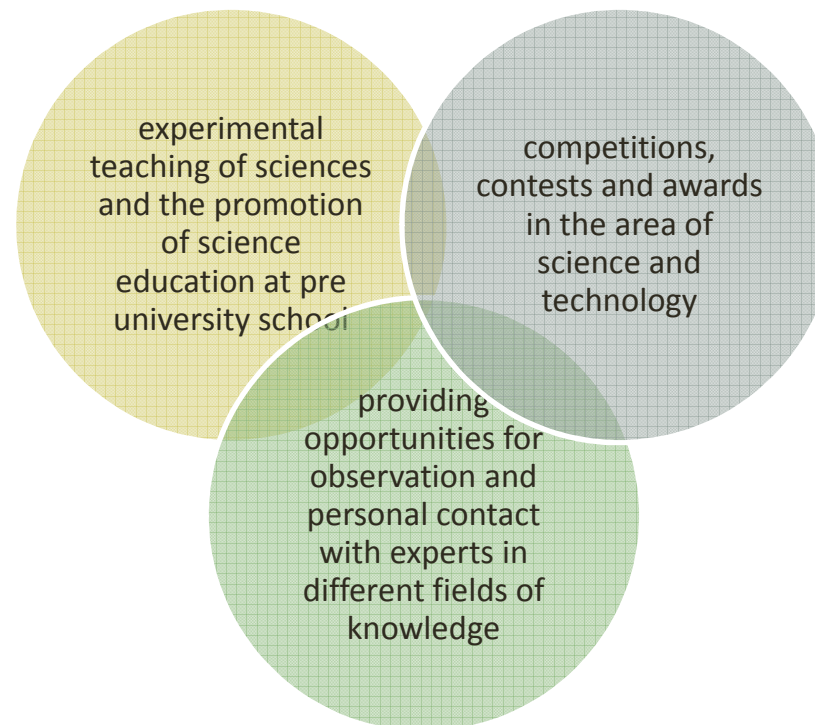 experimental
teaching of sciences
and the promotion
of science
education at pre
university school
competitions,
contests and awards
in the area of
science and
technology
providing
opportunities for
observation and
personal contact
with experts in
different fields of
knowledge